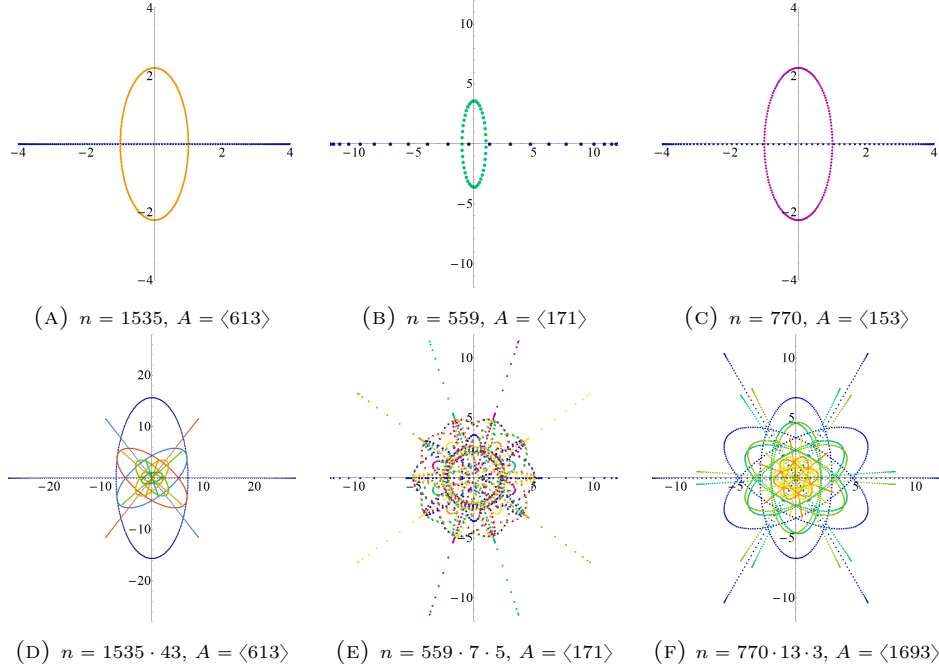 4
2
−4 −2 2 4
−2
−4
10
5
−10 −5 5 10
−5
−10
4
2
−4 −2 2 4
−2
−4
(A) n = 1535, A = ⟨613⟩
(B) n = 559, A = ⟨171⟩
(C) n = 770, A = ⟨153⟩
20
10
−20 −10 10 20
−10
−20
10
5
−10 −5 5 10
−5
−10
10
5
−10 −5 5 10
−5
−10
(D) n = 1535 · 43, A = ⟨613⟩
(E) n = 559 · 7 · 5, A = ⟨171⟩
(F) n = 770 · 13 · 3, A = ⟨1693⟩